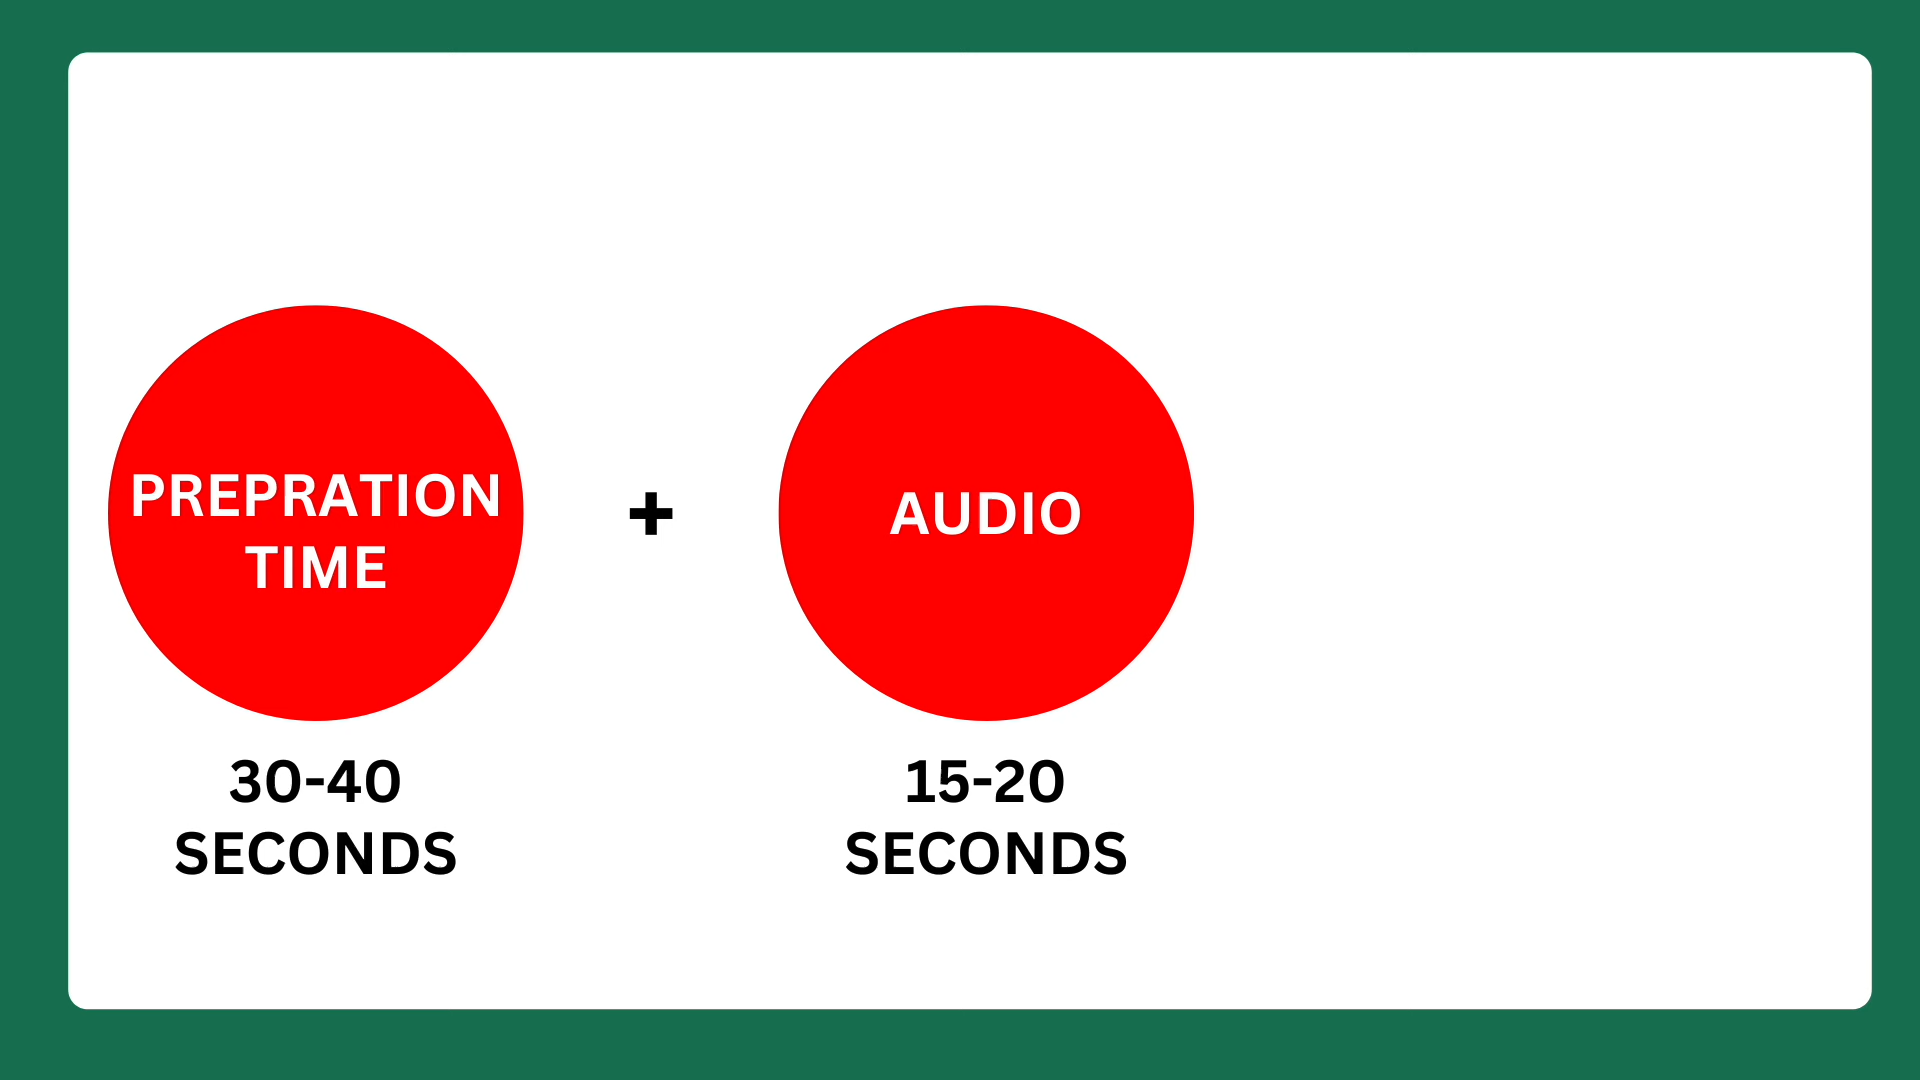 PREPRATION
TIME
+
AUDIO
30-40
SECONDS
15-20
SECONDS